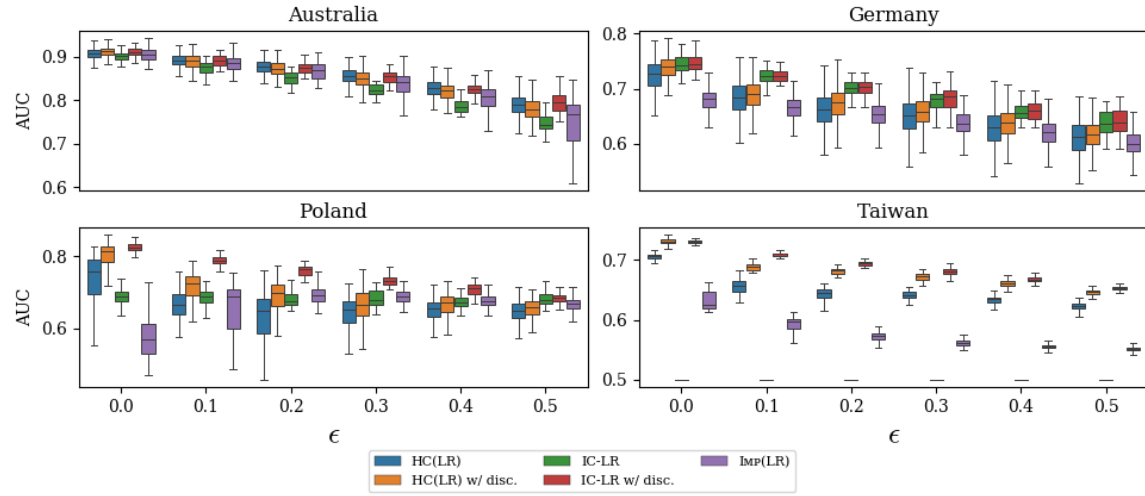 Australia
Germany
AUC
0.9
0.8
0.7
0.6
0.8
0.7
0.6
Poland
Taiwan
AUC
0.8
0.6
0.7
0.6
0.5
0.0 0.1 0.2 0.3 0.4 0.5
0.0 0.1 0.2 0.3 0.4 0.5
ϵ
ϵ
HC(LR)
HC(LR) w/ disc.
IC-LR
IC-LR w/ disc.
Imp(LR)